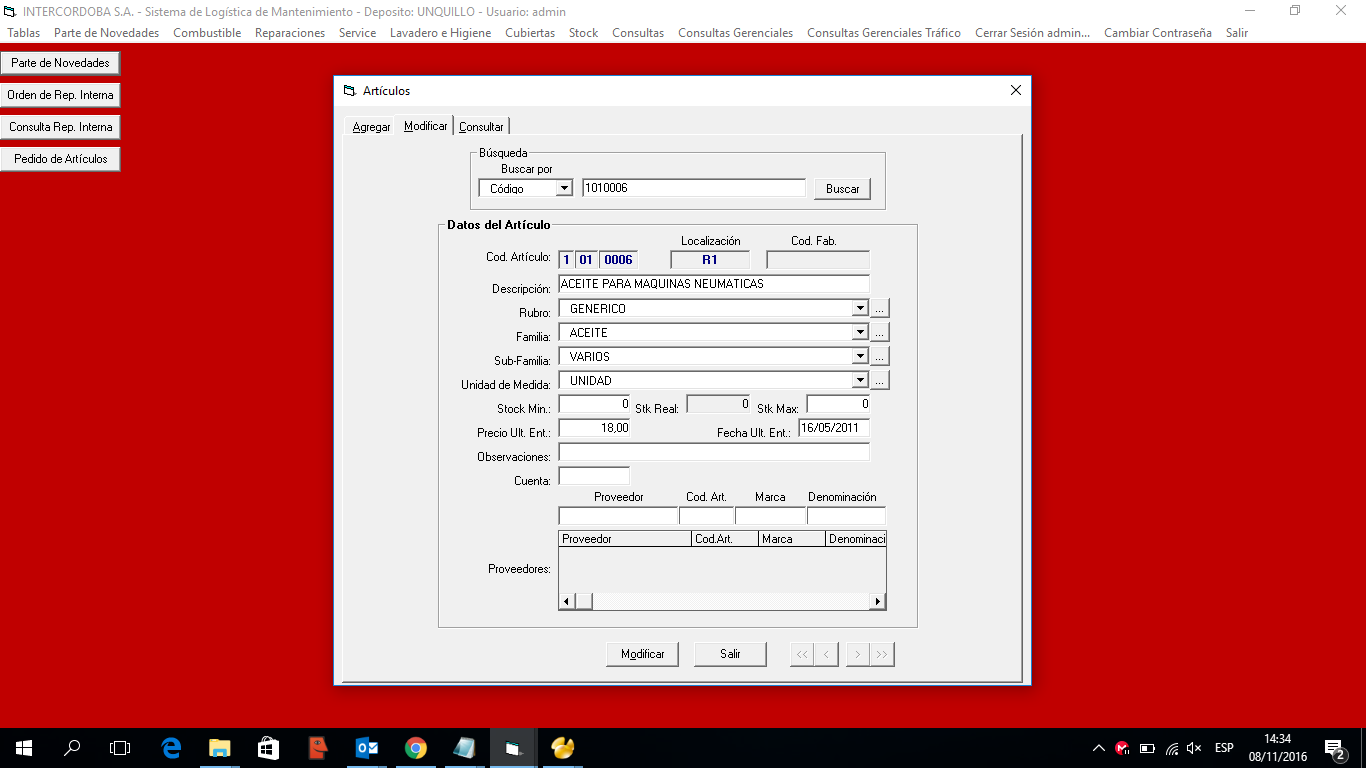 INTERCORDOBA S.A. - Sistema de Logística de Mantenimiento - Deposito: UNQUILLO - Usuario: admin
Tablas Parte de Novedades Combustible Reparaciones Service Lavadero e Higiene Cubiertas Stock Consultas Consultas Gerenciales Consultas Gerenciales Tráfico Cerrar Sesión admin... Cambiar Contraseña Salir
Parte de Novedades
Orden de Rep. Interna
Consulta Rep. Interna
Pedido de Artículos
Artículos
Agregar Modificar Consultar
Búsqueda
Buscar por
Código 1010006 Buscar
Datos del Artículo
Localización Cod. Fab.
Cod. Artículo: 1 01 0006 R1
Descripción: ACEITE PARA MAQUINAS NEUMATICAS
Rubro: GENERICO ...
Familia: ACEITE ...
Sub-Familia: VARIOS ...
Unidad de Medida: UNIDAD ...
Stock Min.: 0 Stk Real: 0 Stk Max: 0
Precio Ult. Ent.: 18,00 Fecha Ult. Ent.: 16/05/2011
Observaciones:
Cuenta:
Proveedor Cod. Art. Marca Denominación
Proveedor Cod.Art. Marca Denominaci
Proveedores:
Modificar Salir << < > >>
ESP 14:34
08/11/2016 2